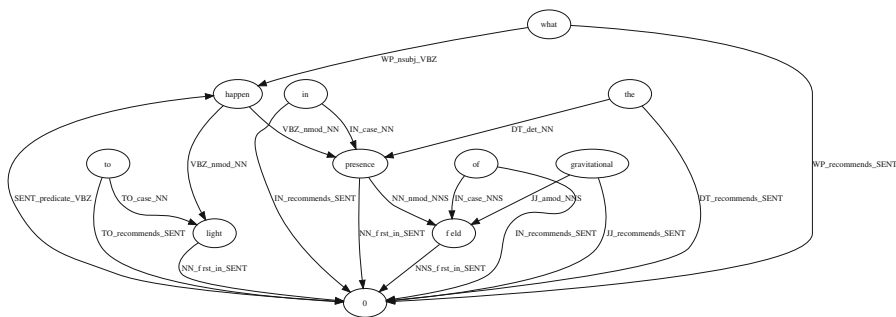 what
WP_nsubj_VBZ
happen
in
the
VBZ_nmod_NN
IN_case_NN
DT_det_NN
to
VBZ_nmod_NN
presence
of
gravitational
WP_recommends_SENT
SENT_predicate_VBZ
TO_case_NN
IN_recommends_SENT
NN_nmod_NNS
IN_case_NNS
JJ_amod_NNS
DT_recommends_SENT
light
f eld
TO_recommends_SENT
NN_f rst_in_SENT
IN_recommends_SENT
JJ_recommends_SENT
NN_f rst_in_SENT
NNS_f rst_in_SENT
0